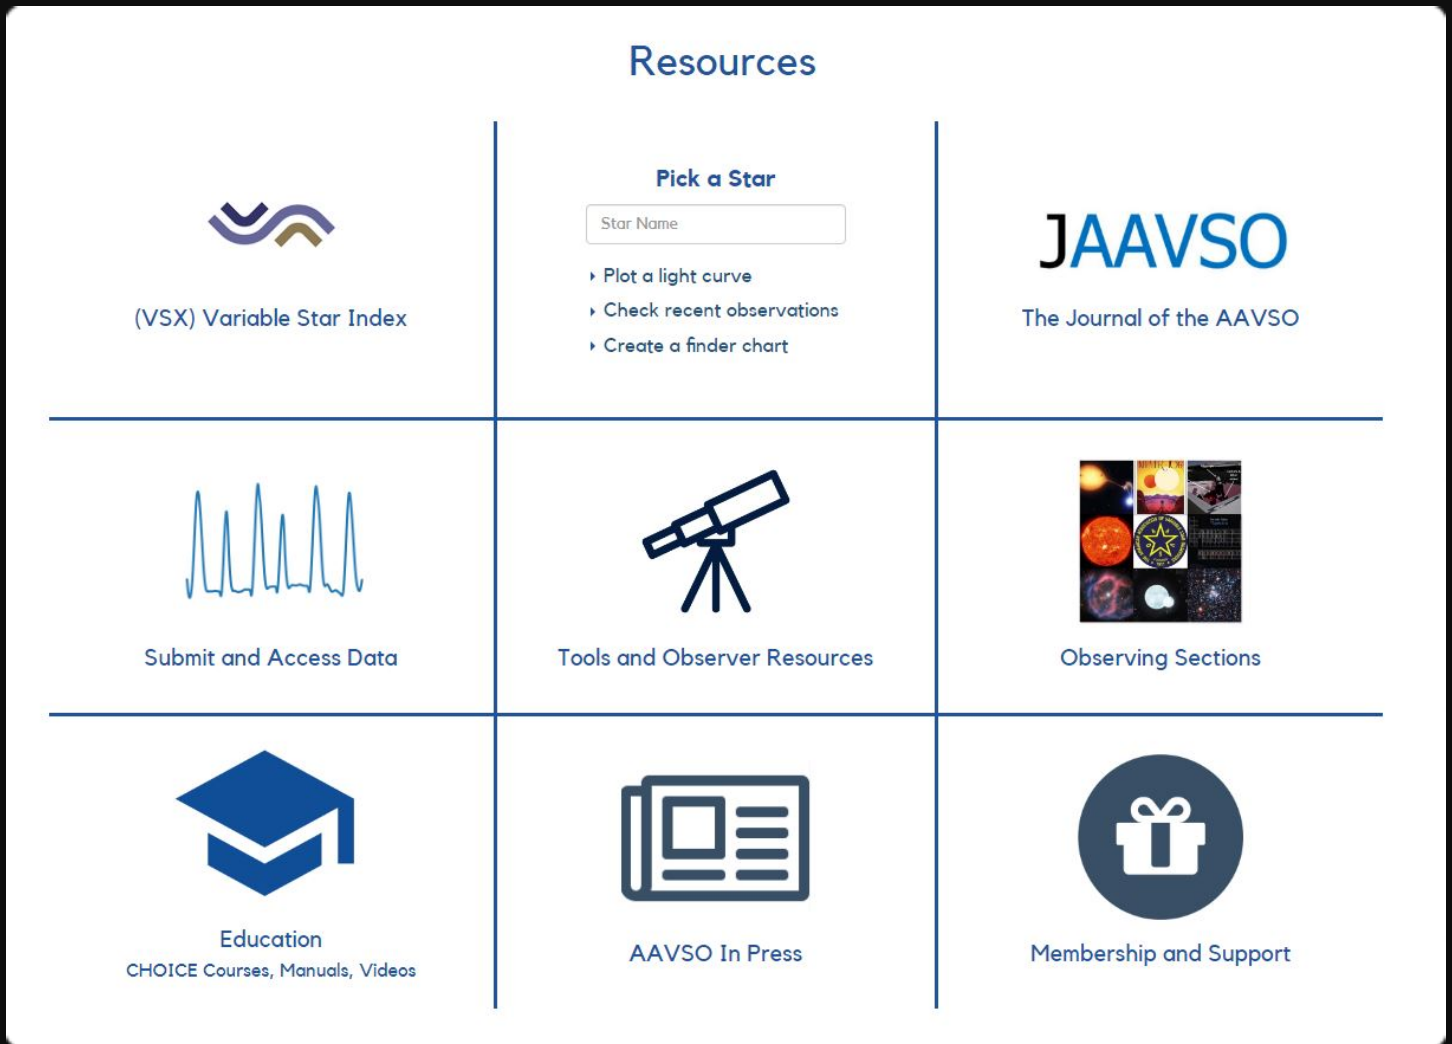 Resources
Pick a Star
Star Name
Plot a light curve
Check recent observations
Create a finder chart
(VSX) Variable Star Index
JAAVSO
The Journal of the AAVSO
Submit and Access Data
Tools and Observer Resources
Observing Sections
Education
CHOICE Courses, Manuals, Videos
AAVSO In Press
Membership and Support